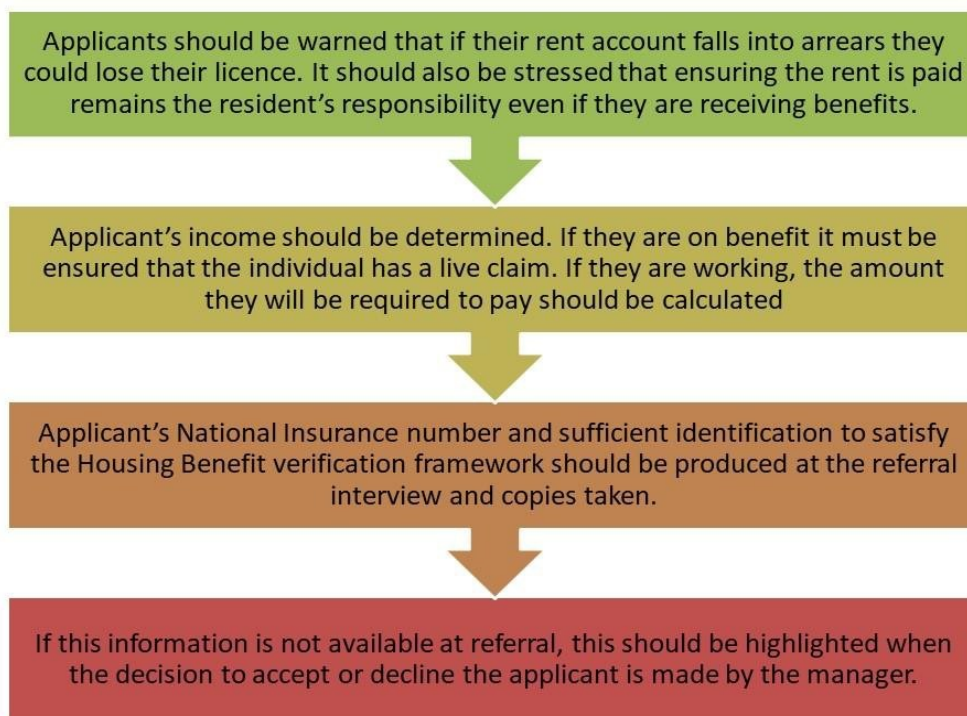 Applicants should be warned that if their rent account falls into arrears they
could lose their licence. It should also be stressed that ensuring the rent is paid
remains the resident’s responsibility even if they are receiving benefits.
Applicant’s income should be determined. If they are on benefit it must be
ensured that the individual has a live claim. If they are working, the amount
they will be required to pay should be calculated
Applicant’s National Insurance number and sufficient identification to satisfy
the Housing Benefit verification framework should be produced at the referral
interview and copies taken.
If this information is not available at referral, this should be highlighted when
the decision to accept or decline the applicant is made by the manager.